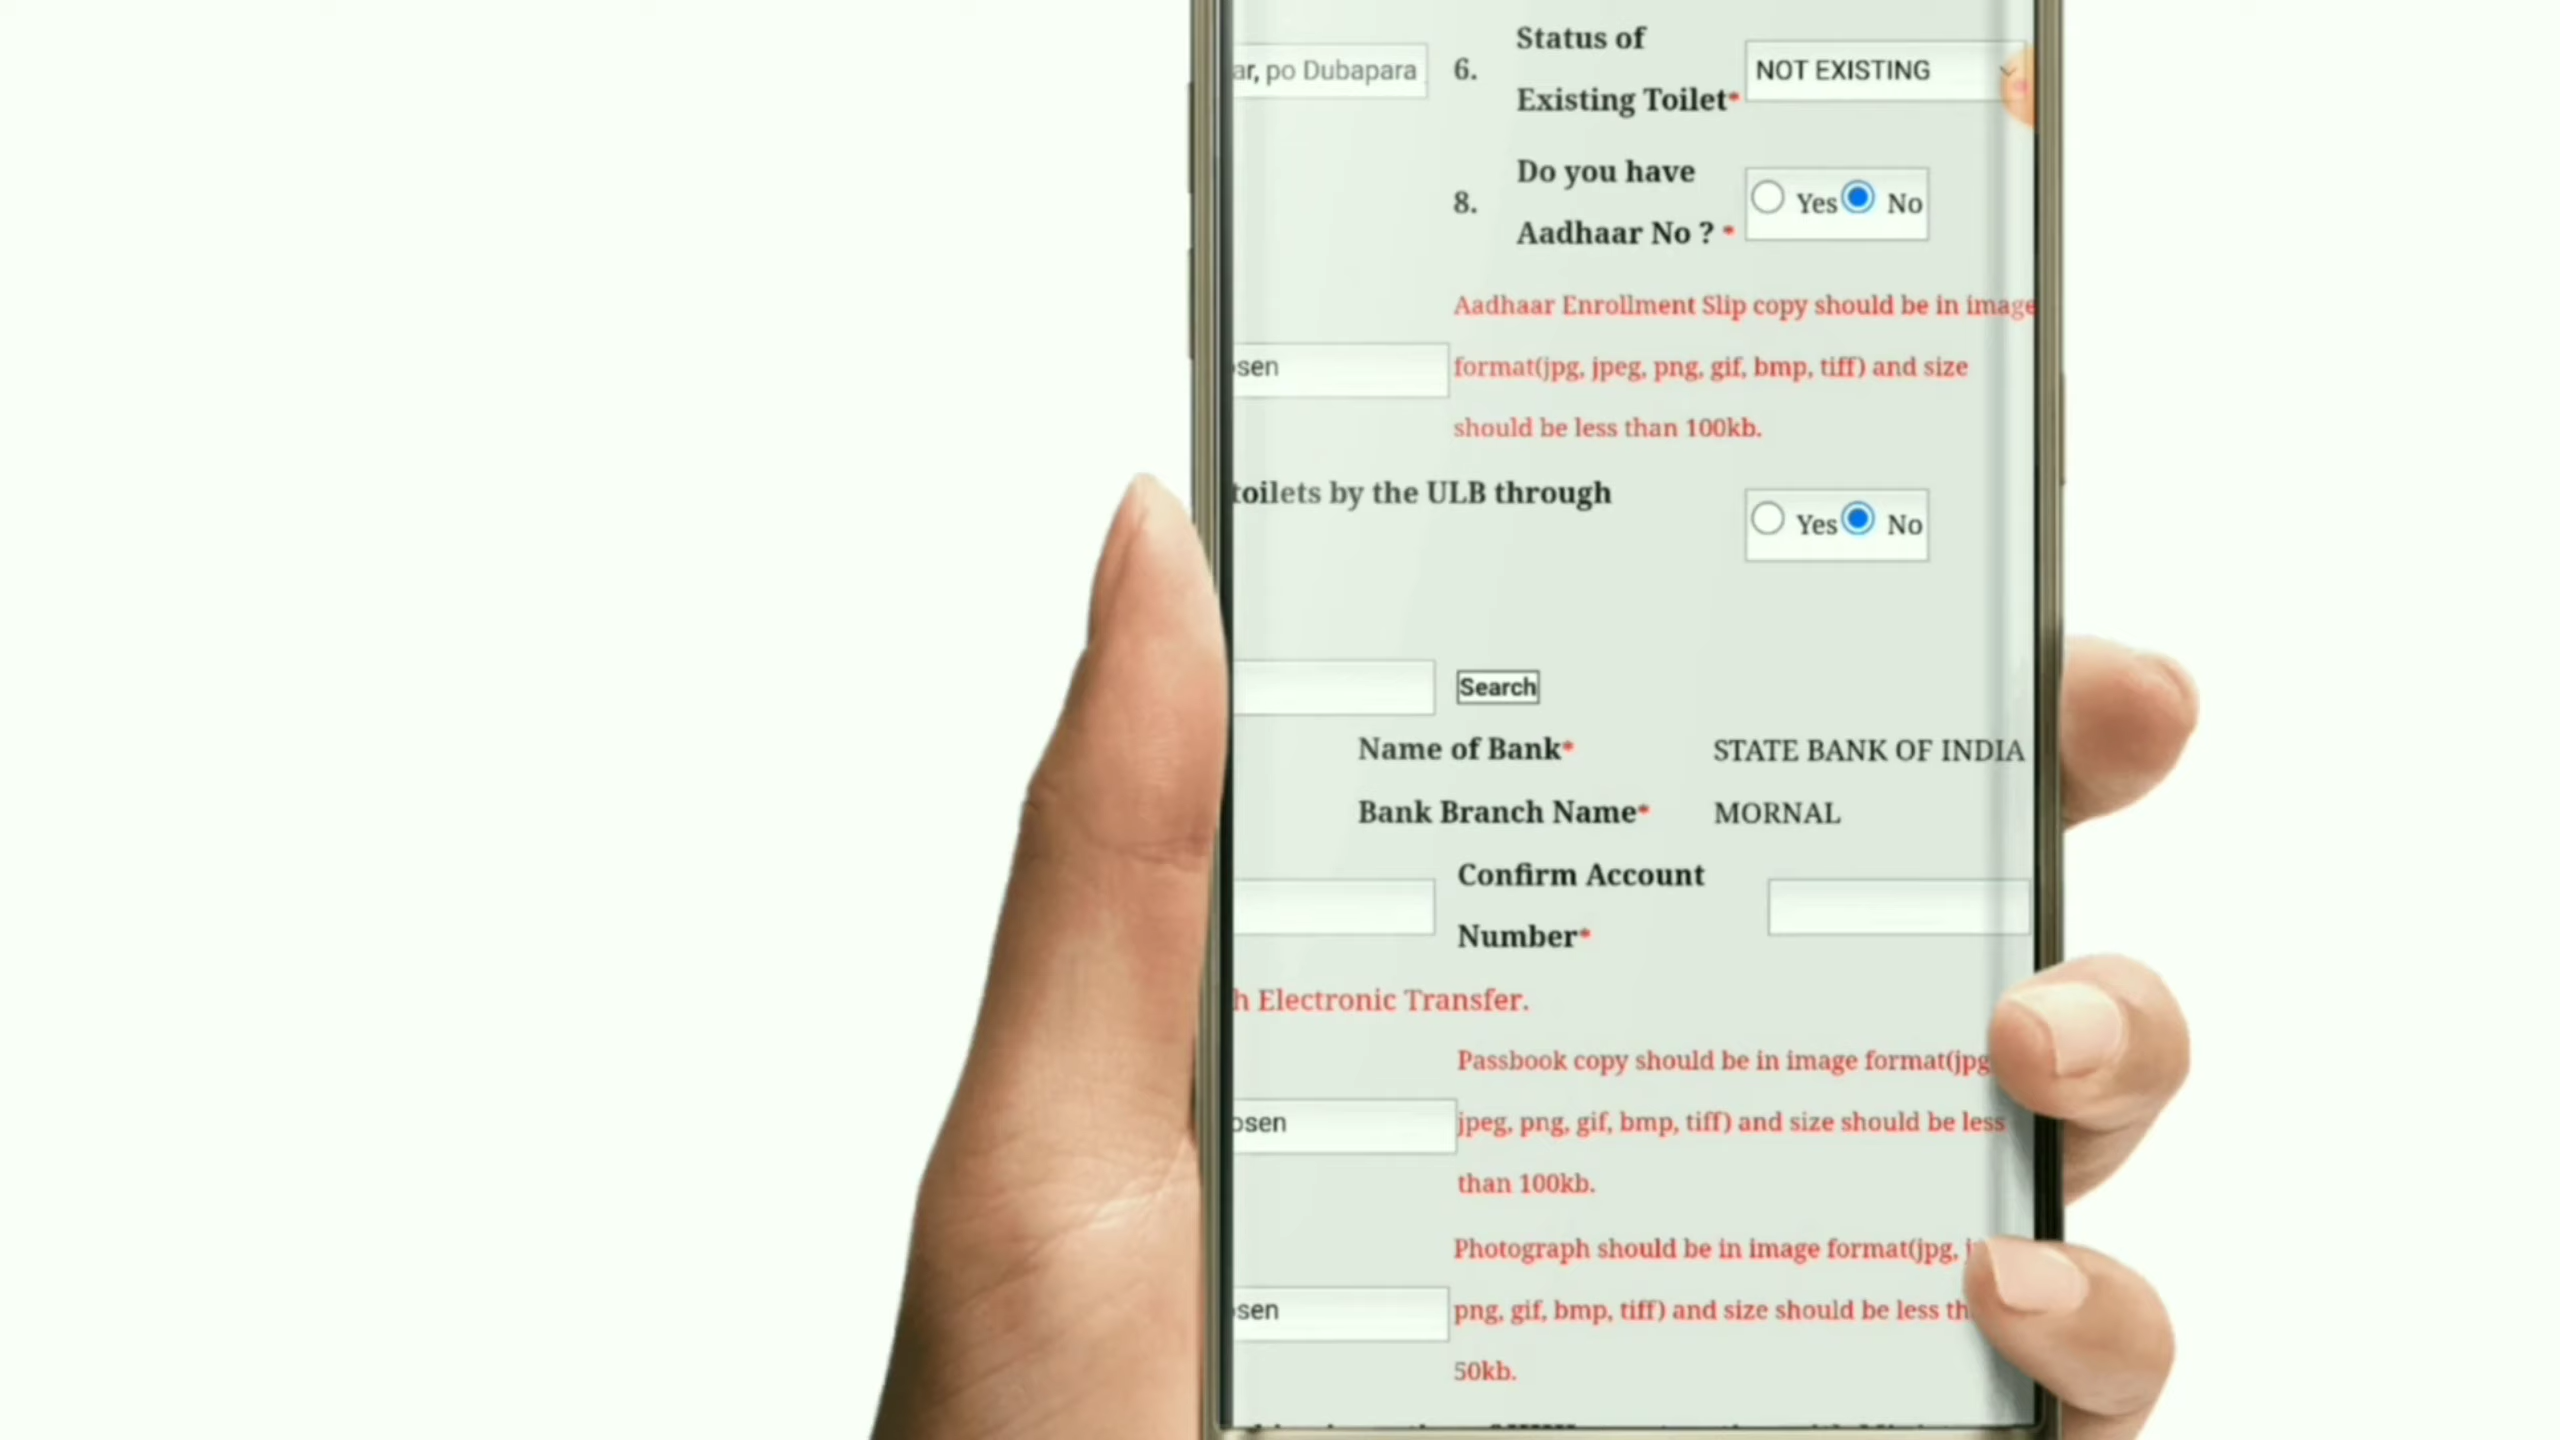 Status of
ar, po Dubapara 6. NOT EXISTING
Existing Toilet*
Do you have
8. Yes No
Aadhaar No ? *
Aadhaar Enrollment Slip copy should be in image
osen format(jpg, jpeg, png, gif, bmp, tiff) and size
should be less than 100kb.
toilets by the ULB through
Yes No
Search
Name of Bank* STATE BANK OF INDIA
Bank Branch Name* MORNAL
Confirm Account
Number*
h Electronic Transfer.
Passbook copy should be in image format(jpg
osen jpeg, png, gif, bmp, tiff) and size should be less
than 100kb.
Photograph should be in image format(jpg,
osen png, gif, bmp, tiff) and size should be less th
50kb.